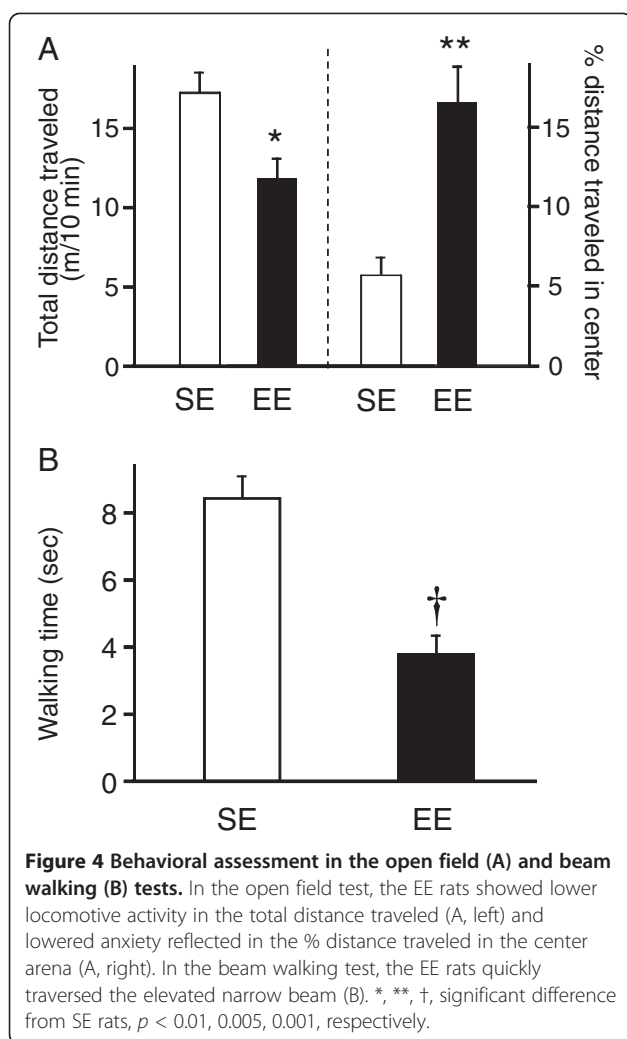 A
Total distance traveled
(m/10 min)
15
10
5
0
*
**
SE
EE
SE
EE
15
10
5
0
% distance traveled in center
B
Walking time (sec)
8
6
4
2
0
†
SE
EE
Figure 4 Behavioral assessment in the open field (A) and beam
walking (B) tests. In the open field test, the EE rats showed lower
locomotive activity in the total distance traveled (A, left) and
lowered anxiety reflected in the % distance traveled in the center
arena (A, right). In the beam walking test, the EE rats quickly
traversed the elevated narrow beam (B). *, **, †, significant difference
from SE rats, p < 0.01, 0.005, 0.001, respectively.